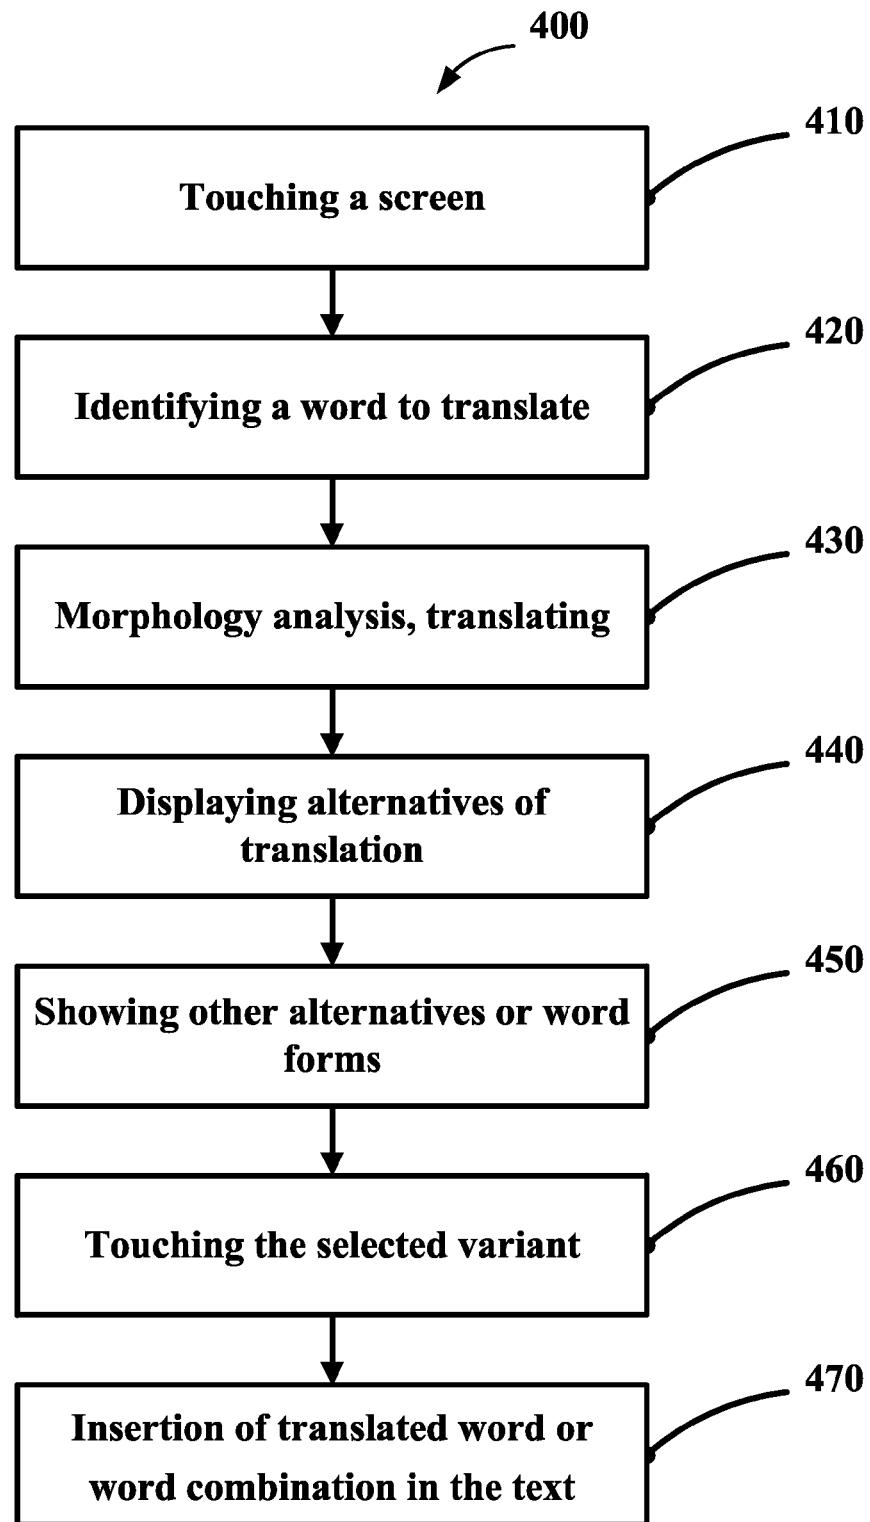 400
410
Touching a screen
420
Identifying a word to translate
430
Morphology analysis, translating
440
Displaying alternatives of
translation
450
Showing other alternatives or word
forms
460
Touching the selected variant
470
Insertion of translated word or
word combination in the text